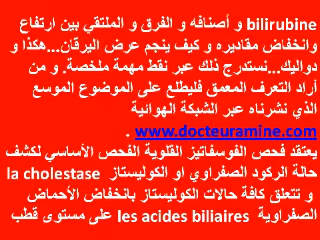 bilirubine و أصنافه و الفرق و الملتقي بين ارتفاع
وانخفاض مقاديره و كيف ينجم عرض اليرقان...هكذا و
دواليك...نستدرج ذلك عبر نقط مهمة ملخصة. و من
أراد التعرف المعمق فليطلع على الموضوع الموسع
الذي نشرناه عبر الشبكة الهوائية
www.docteuramine.com .
يعتقد فحص الفوسفاتيز القلوية الفحص الأساسي لكشف
حالة الركود الصفراوي او الكوليستاز la cholestase
و تتعلق كافة حالات الكوليستاز بانخفاض الأحماض
الصفراوية les acides biliaires على مستوى قطب